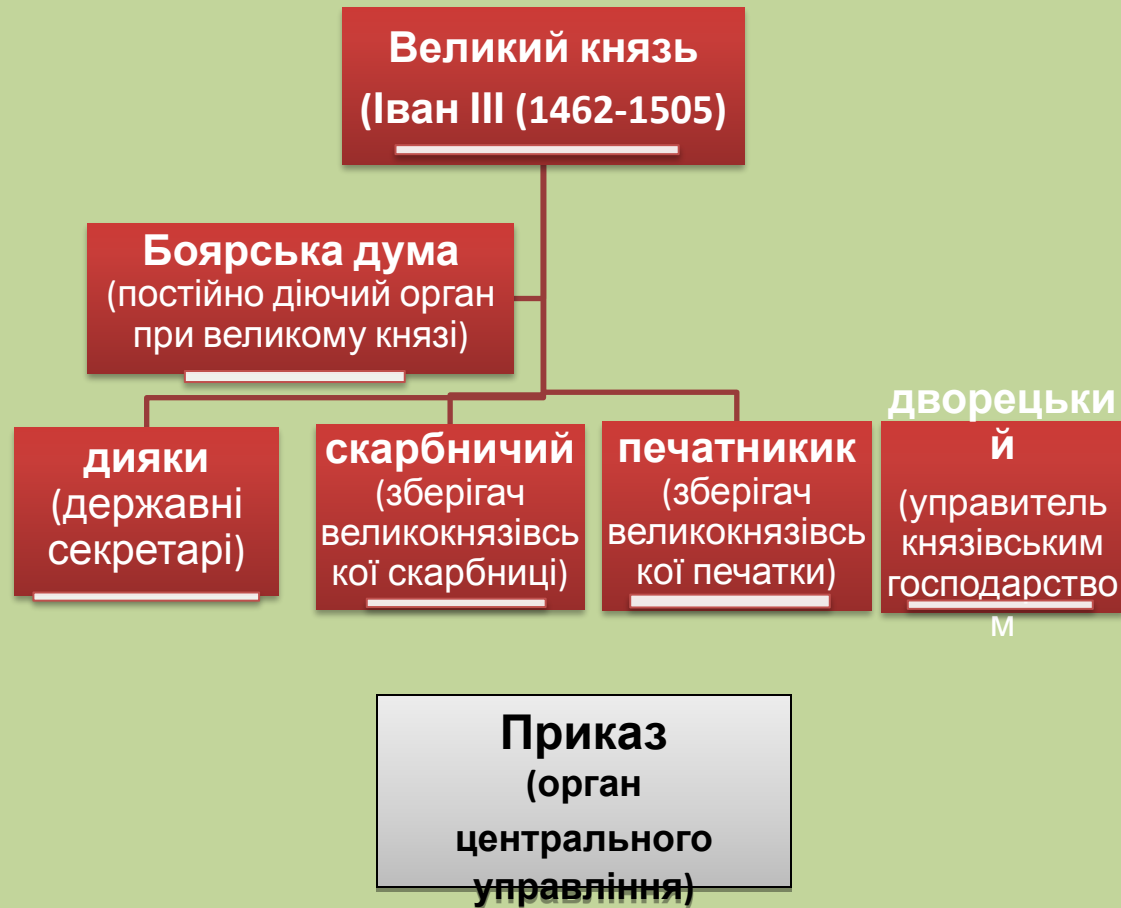 Великий князь
(Іван ІІІ (1462-1505)
Боярська дума
(постійно діючий орган
при великому князі)
дияки
(державні
секретарі)
скарбничий
(зберігач
великокнязівсь
кої скарбниці)
печатникик
(зберігач
великокнязівсь
кої печатки)
дворецьки
й
(управитель
князівським
господарство
м
Приказ
(орган
центрального
управління)